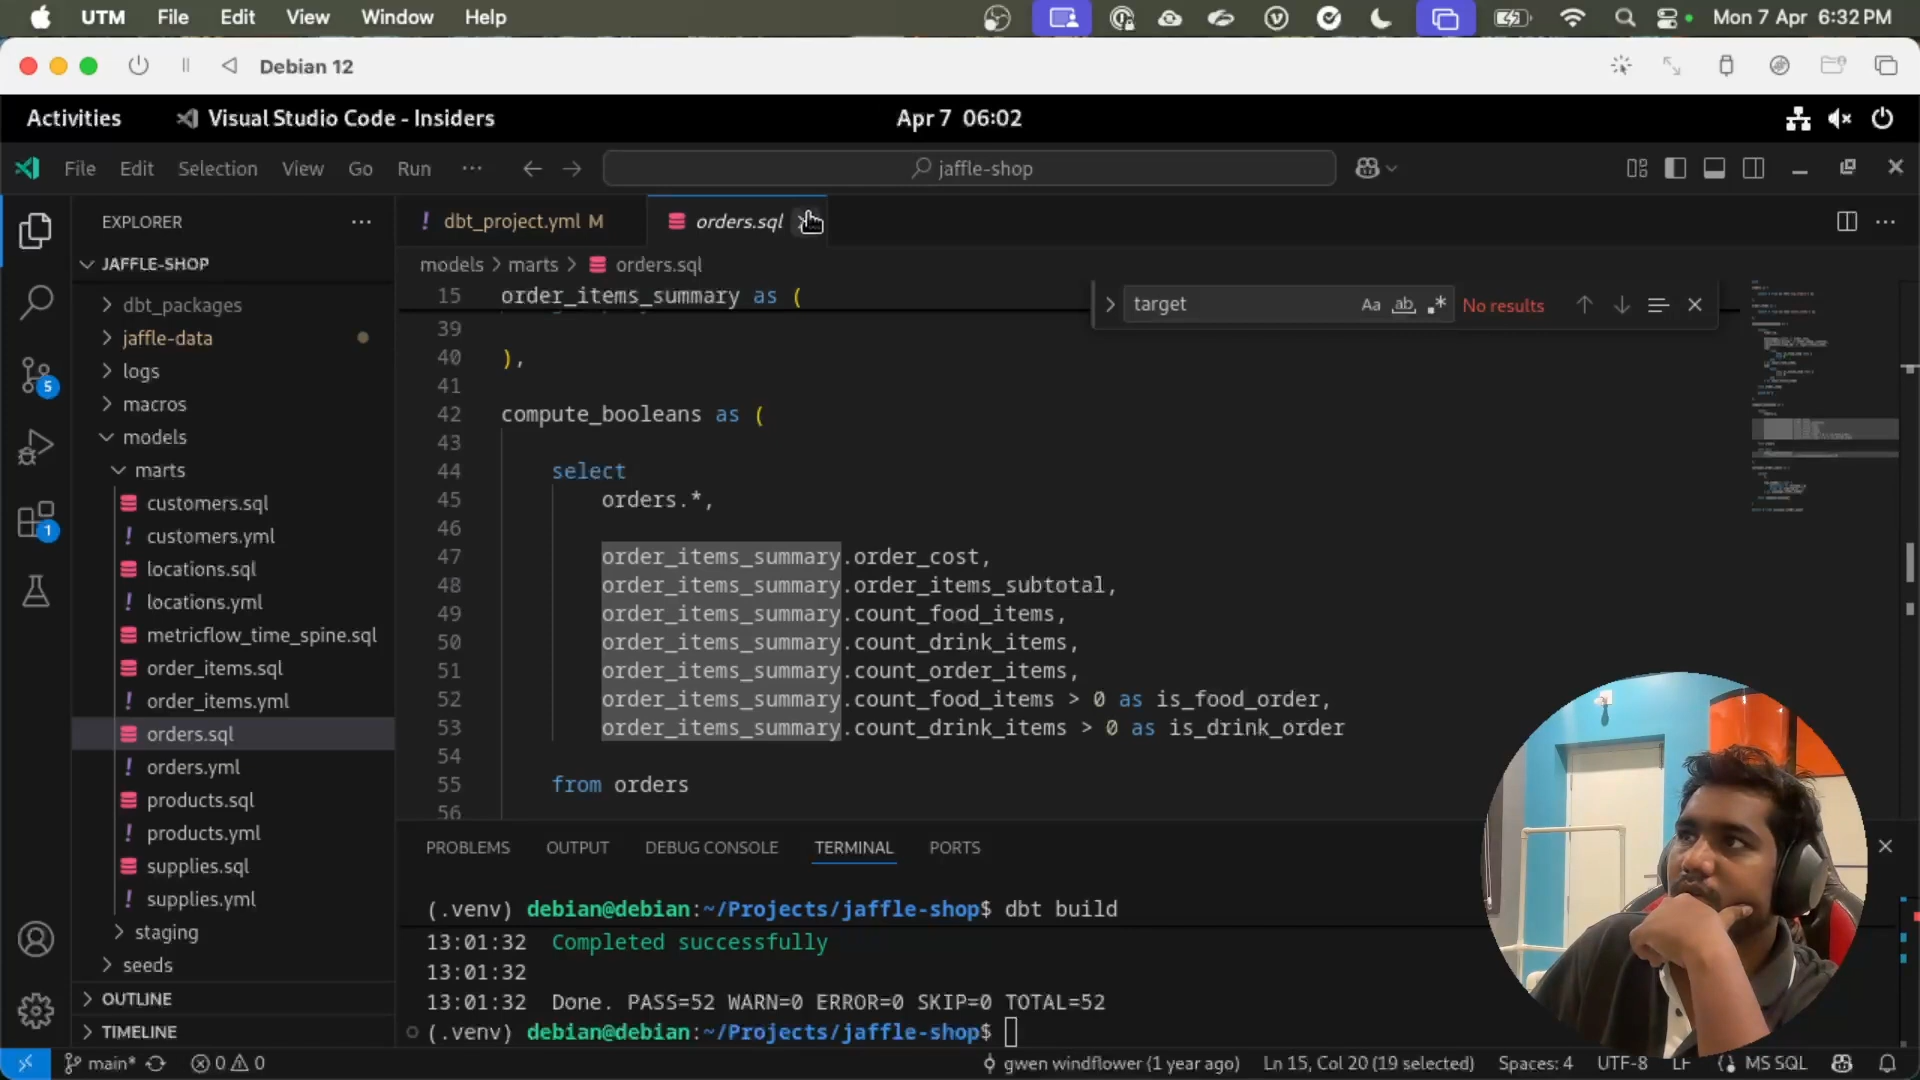 UTM File Edit View Window Help Mon 7 Apr 6:32 PM
Debian 12
Activities Visual Studio Code - Insiders Apr 7 06:02
File Edit Selection View Go Run ··· jaffle-shop
EXPLORER ···
! dbt_project.yml M orders.sql
JAFFLE-SHOP
models > marts > orders.sql
dbt_packages
jaffle-data
logs
macros
models
marts
customers.sql
! customers.yml
locations.sql
! locations.yml
metricflow_time_spine.sql
order_items.sql
! order_items.yml
orders.sql
! orders.yml
products.sql
! products.yml
supplies.sql
! supplies.yml
staging
seeds
OUTLINE
TIMELINE
5
1
target Aa ab .* No results
15 order_items_summary as (
39
40 ),
41
42 compute_booleans as (
43
44 select
45 orders.*,
46
47 order_items_summary.order_cost,
48 order_items_summary.order_items_subtotal,
49 order_items_summary.count_food_items,
50 order_items_summary.count_drink_items,
51 order_items_summary.count_order_items,
52 order_items_summary.count_food_items > 0 as is_food_order,
53 order_items_summary.count_drink_items > 0 as is_drink_order
54
55 from orders
56
PROBLEMS OUTPUT DEBUG CONSOLE TERMINAL PORTS
(.venv) debian@debian:~/Projects/jaffle-shop$ dbt build
13:01:32 Completed successfully
13:01:32
13:01:32 Done. PASS=52 WARN=0 ERROR=0 SKIP=0 TOTAL=52
(.venv) debian@debian:~/Projects/jaffle-shop$
main* 0 0 gwen windflower (1 year ago) Ln 15, Col 20 (19 selected) Spaces: 4 UTF-8 LF MS SQL